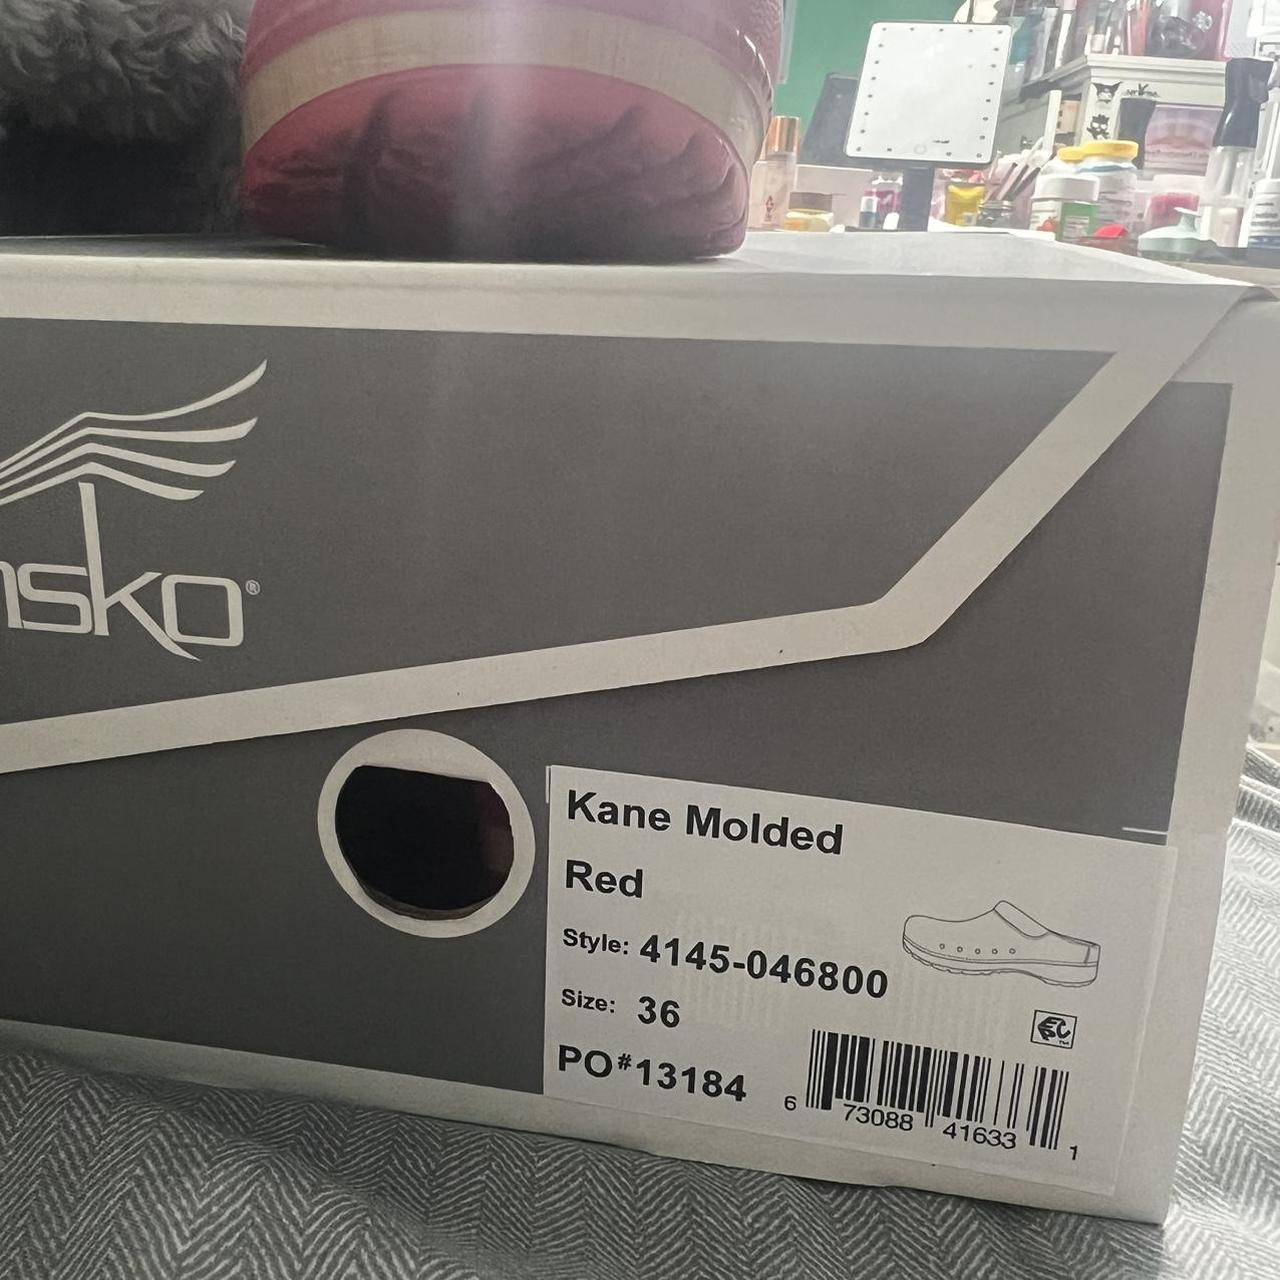 nsko®
Kane Molded
Red
Style: 4145-046800
Size: 36
PO#13184
6 73088 41633 1